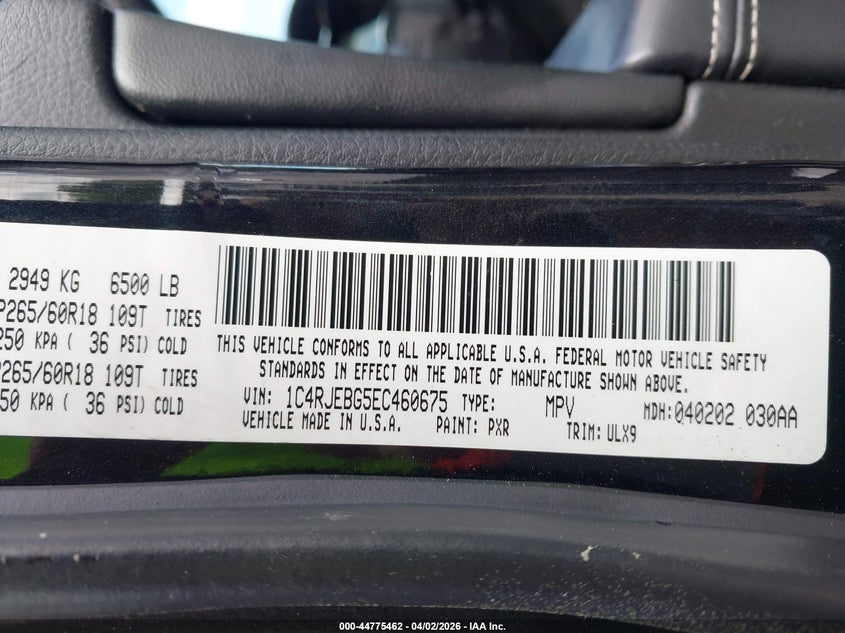 2949 KG 6500 LB
P265/60R18 109T TIRES
250 KPA ( 36 PSI) COLD
P265/60R18 109T TIRES
50 KPA ( 36 PSI) COLD
THIS VEHICLE CONFORMS TO ALL APPLICABLE U.S.A. FEDERAL MOTOR VEHICLE SAFETY
STANDARDS IN EFFECT ON THE DATE OF MANUFACTURE SHOWN ABOVE.
VIN: 1C4RJEBG5EC460675 TYPE: MPV MDH:040202 030AA
VEHICLE MADE IN U.S.A. PAINT: PXR TRIM: ULX9
000-44775462 - 04/02/2026 - IAA Inc.